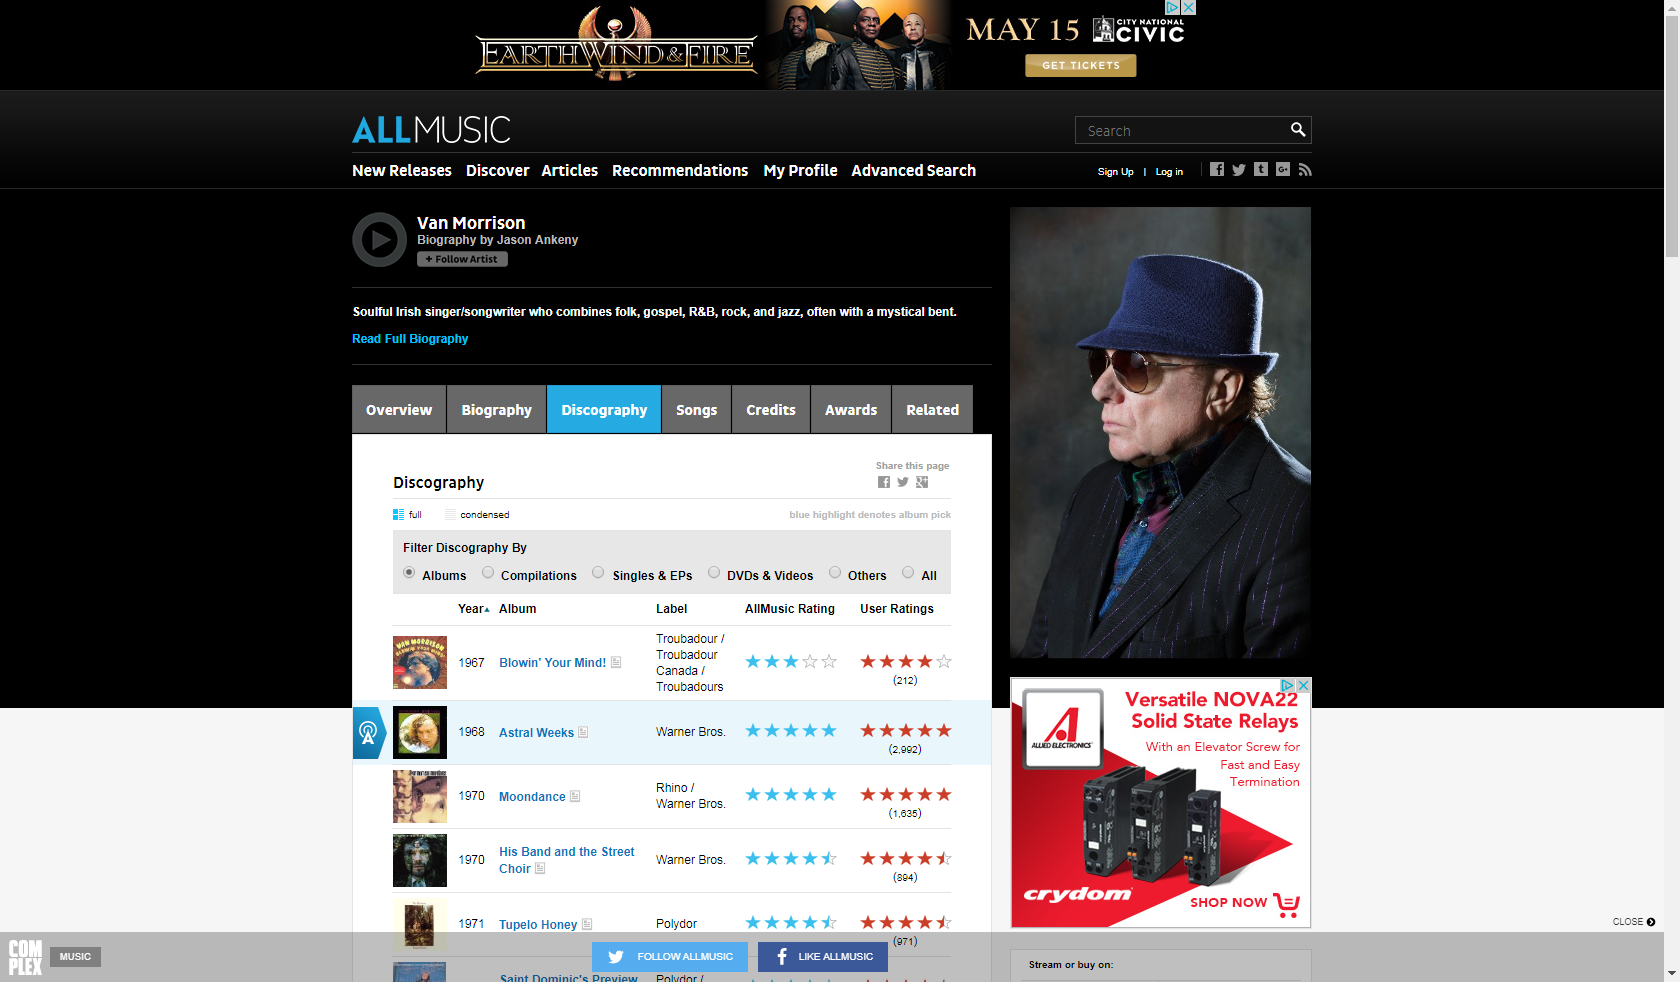 EARTH WIND & FIRE
MAY 15
CITY NATIONAL
CIVIC
GET TICKETS
ALLMUSIC
Search
New Releases Discover Articles Recommendations My Profile Advanced Search
Sign Up | Log in
Van Morrison
Biography by Jason Ankeny
+ Follow Artist
Soulful Irish singer/songwriter who combines folk, gospel, R&B, rock, and jazz, often with a mystical bent.
Read Full Biography
Overview Biography Discography Songs Credits Awards Related
Share this page
Discography
full condensed
blue highlight denotes album pick
Filter Discography By
Albums Compilations Singles & EPs DVDs & Videos Others All
Year Album Label AllMusic Rating User Ratings
VAN MORRISON
BLOWIN' YOUR MIND!
1967 Blowin' Your Mind!
Troubadour /
Troubadour
Canada /
Troubadours
(212)
1968 Astral Weeks Warner Bros.
(2,992)
1970 Moondance
Rhino /
Warner Bros.
(1,635)
1970 His Band and the Street
Choir
Warner Bros.
(894)
1971 Tupelo Honey Polydor
(971)
Saint Dominic's Preview Polydor /
Versatile NOVA22
Solid State Relays
ALLIED ELECTRONICS
With an Elevator Screw for
Fast and Easy
Termination
crydom
SHOP NOW
CLOSE
Stream or buy on:
COM
PLEX
MUSIC
FOLLOW ALLMUSIC
LIKE ALLMUSIC